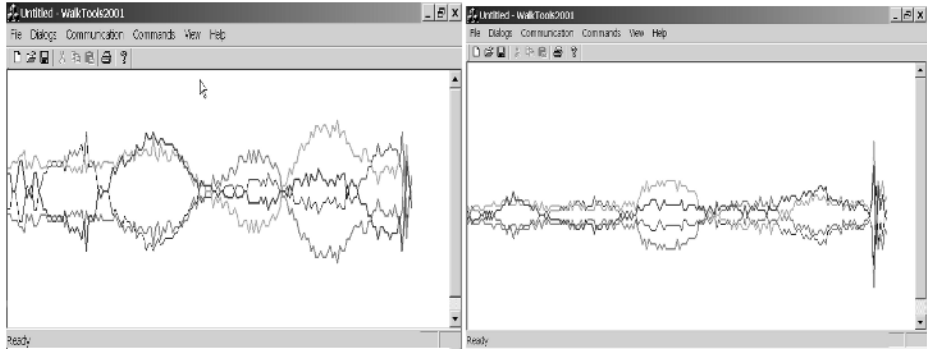 Untitled - WalkTools2001
File Dialogs Communication Commands View Help
Ready
Untitled - WalkTools2001
File Dialogs Communication Commands View Help
Ready